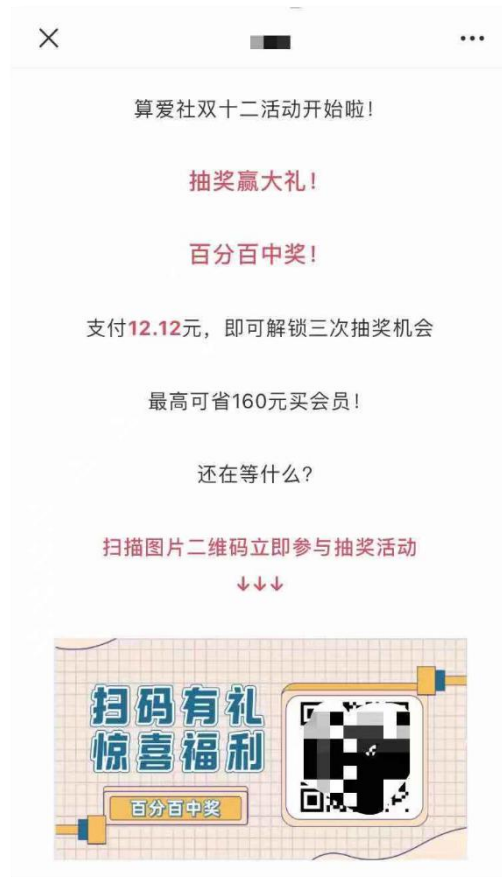 算爱社双十二活动开始啦！
抽奖赢大礼！
百分百中奖！
支付12.12元，即可解锁三次抽奖机会
最高可省160元买会员！
还在等什么？
扫描图片二维码立即参与抽奖活动
↓↓↓
扫码有礼
惊喜福利
百分百中奖